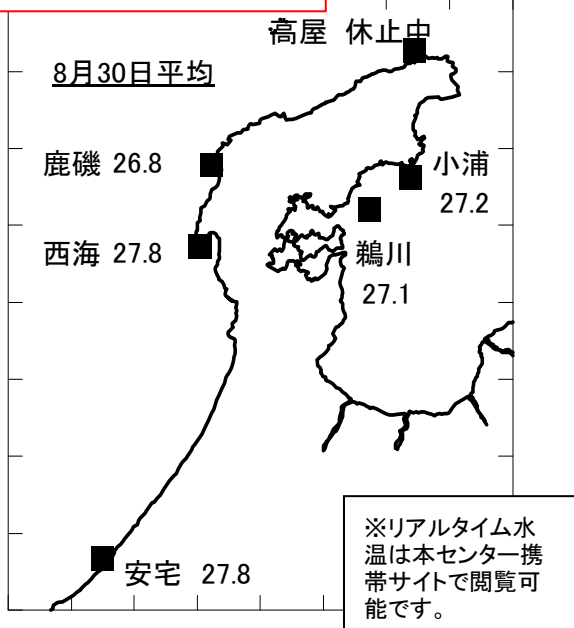 高屋 休止中
8月30日平均
鹿磯 26.8
小浦
27.2
西海 27.8
鵜川
27.1
安宅 27.8
※リアルタイム水
温は本センター携
帯サイトで閲覧可
能です。